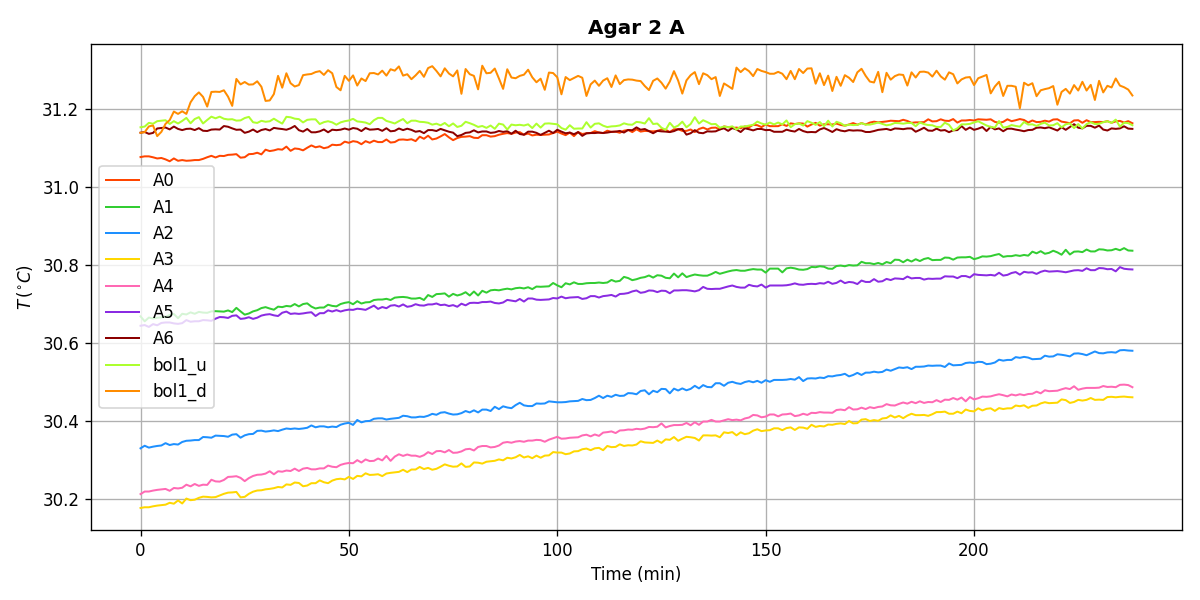 Agar 2 A
T (°C)
31.2
31.0
30.8
30.6
30.4
30.2
A0
A1
A2
A3
A4
A5
A6
bol1_u
bol1_d
0 50 100 150 200
Time (min)